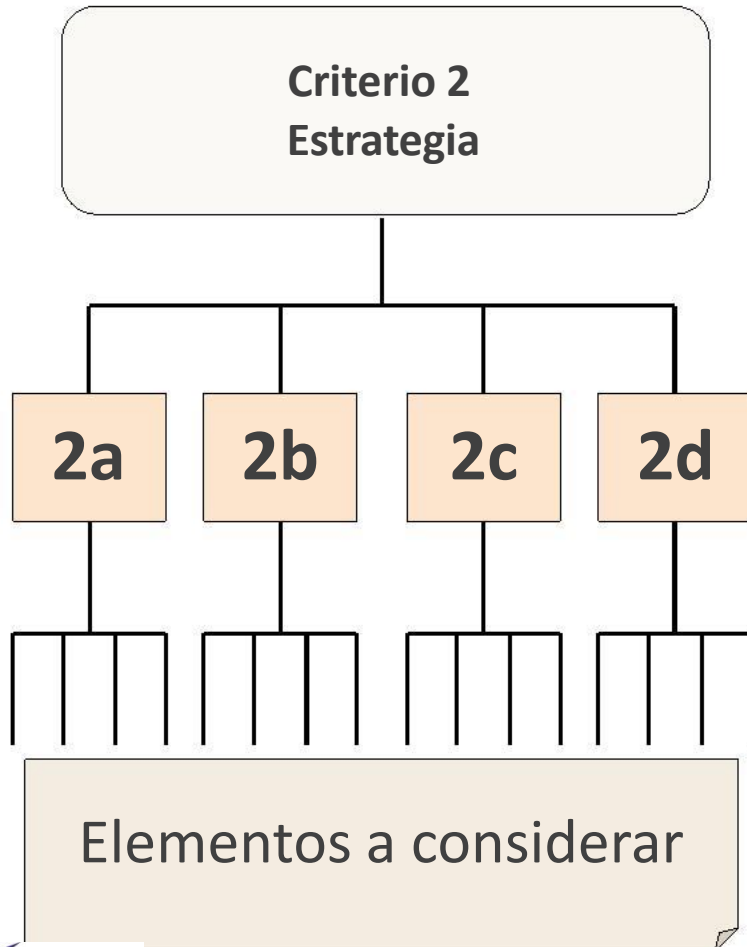 Criterio 2
Estrategia
2a 2b 2c 2d
Elementos a considerar